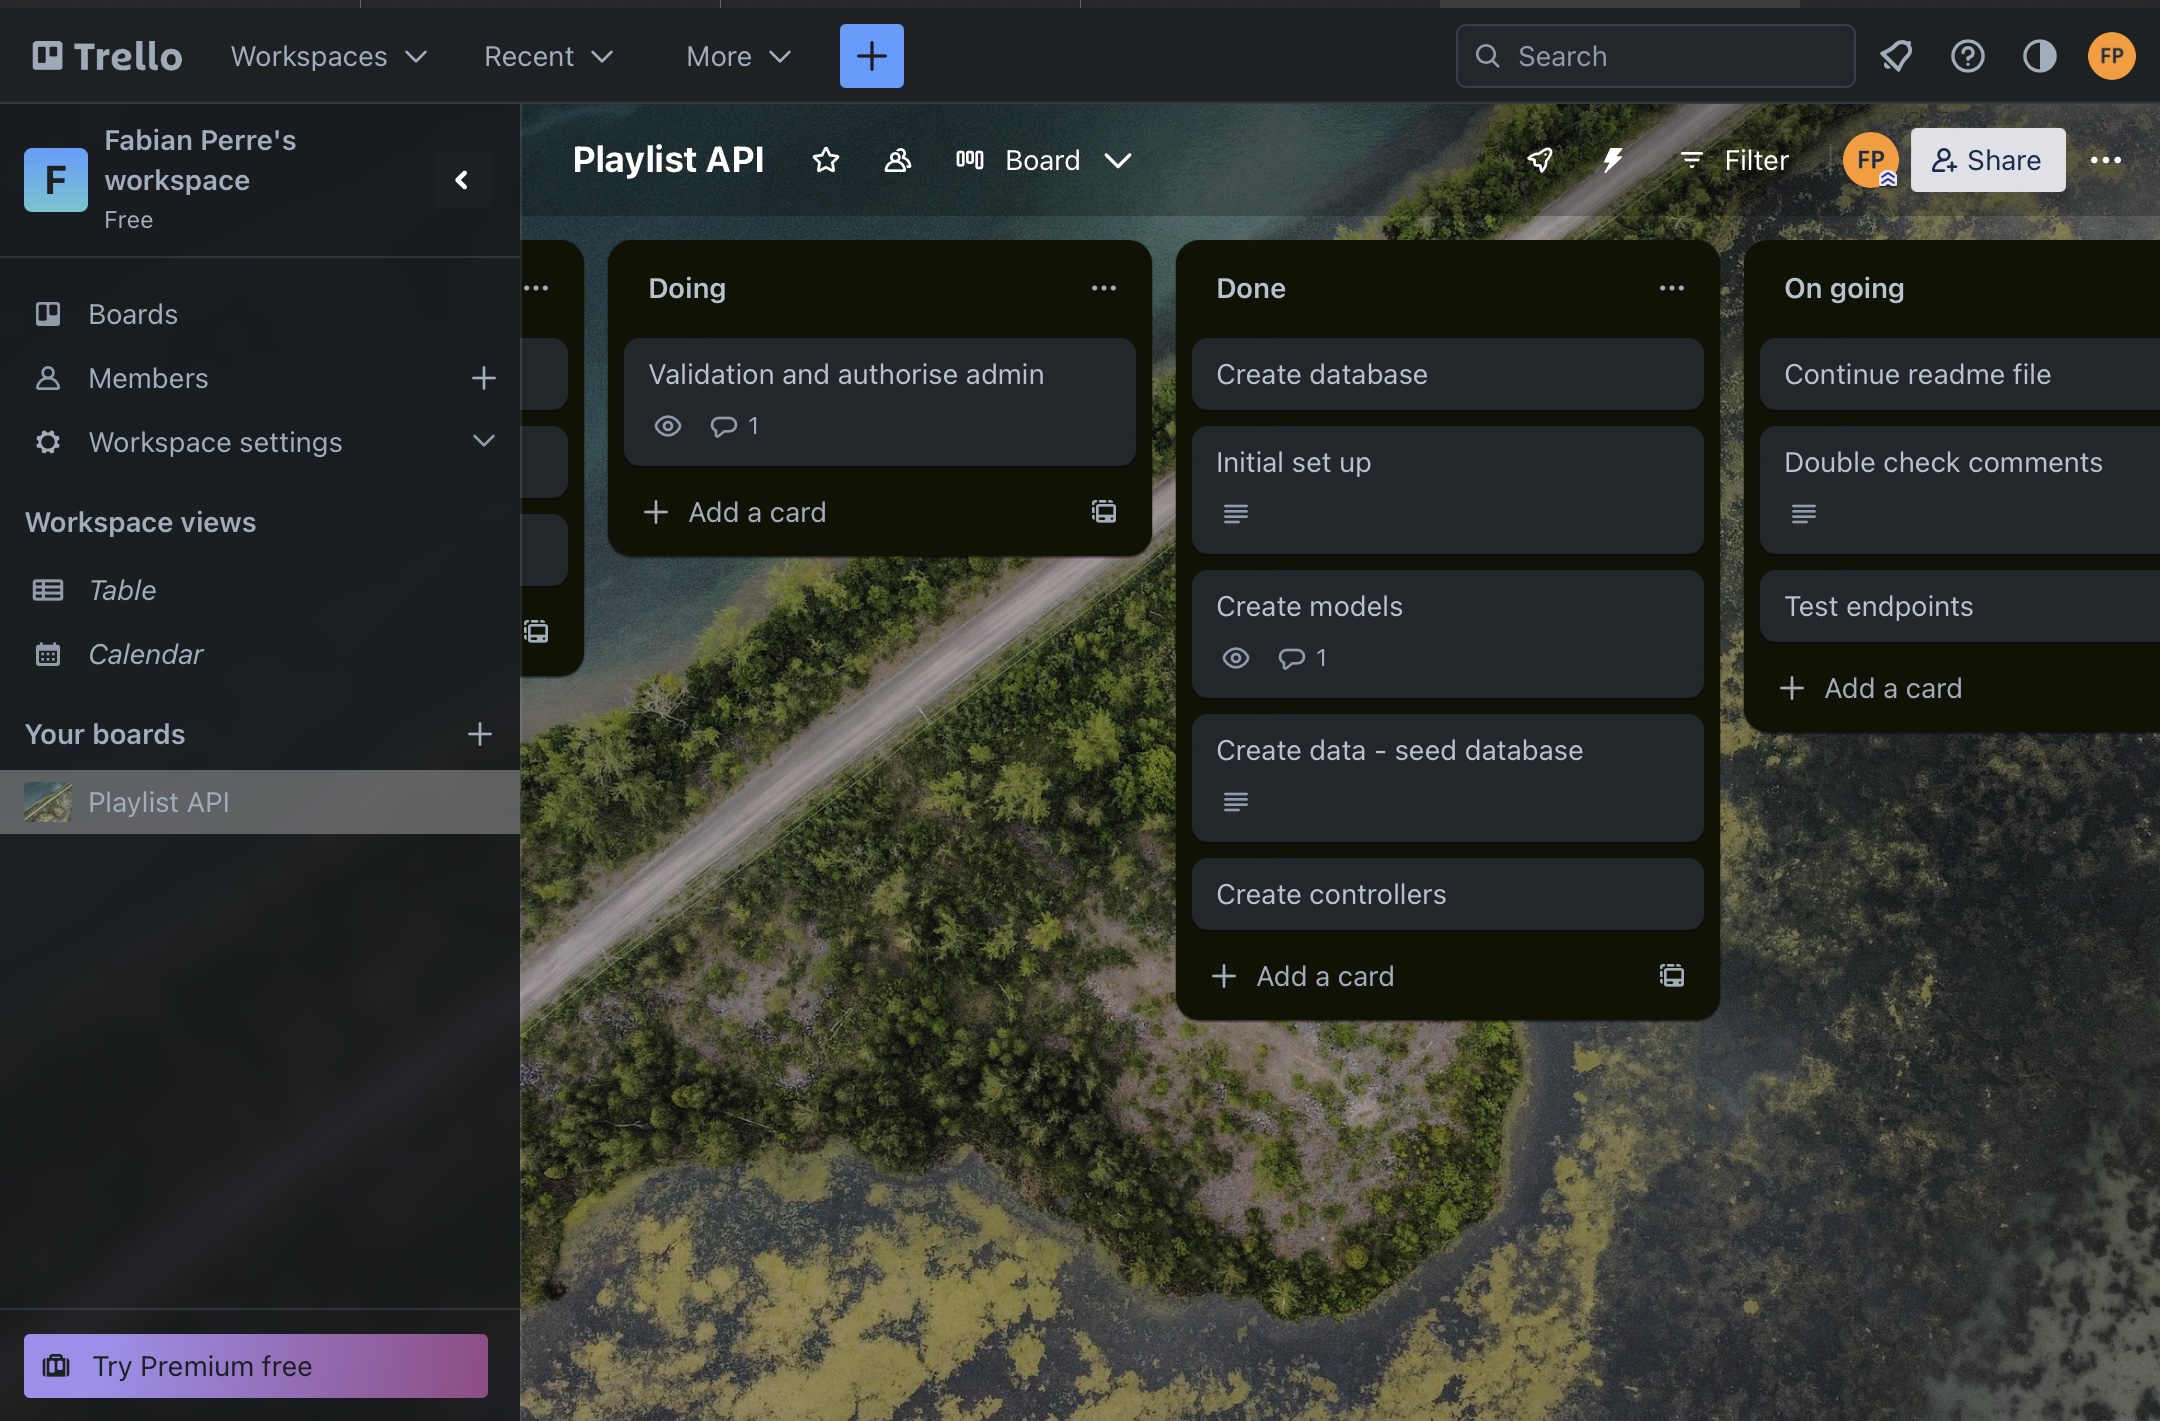 Trello
Workspaces
Recent
More
Search
FP
F
Fabian Perre's
workspace
Free
Boards
Members
Workspace settings
Workspace views
Table
Calendar
Your boards
Playlist API
Try Premium free
Playlist API
Board
Filter
FP
Share
Doing
Validation and authorise admin
1
Add a card
Done
Create database
Initial set up
Create models
1
Create data - seed database
Create controllers
Add a card
On going
Continue readme file
Double check comments
Test endpoints
Add a card